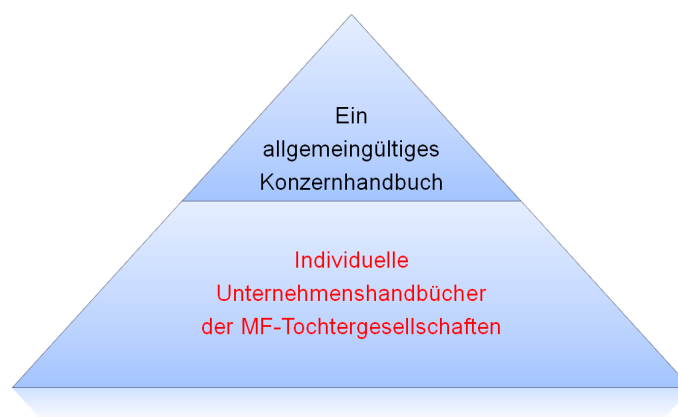 Ein
allgemeingültiges
Konzernhandbuch
Individuelle
Unternehmenshandbücher
der MF-Tochtergesellschaften